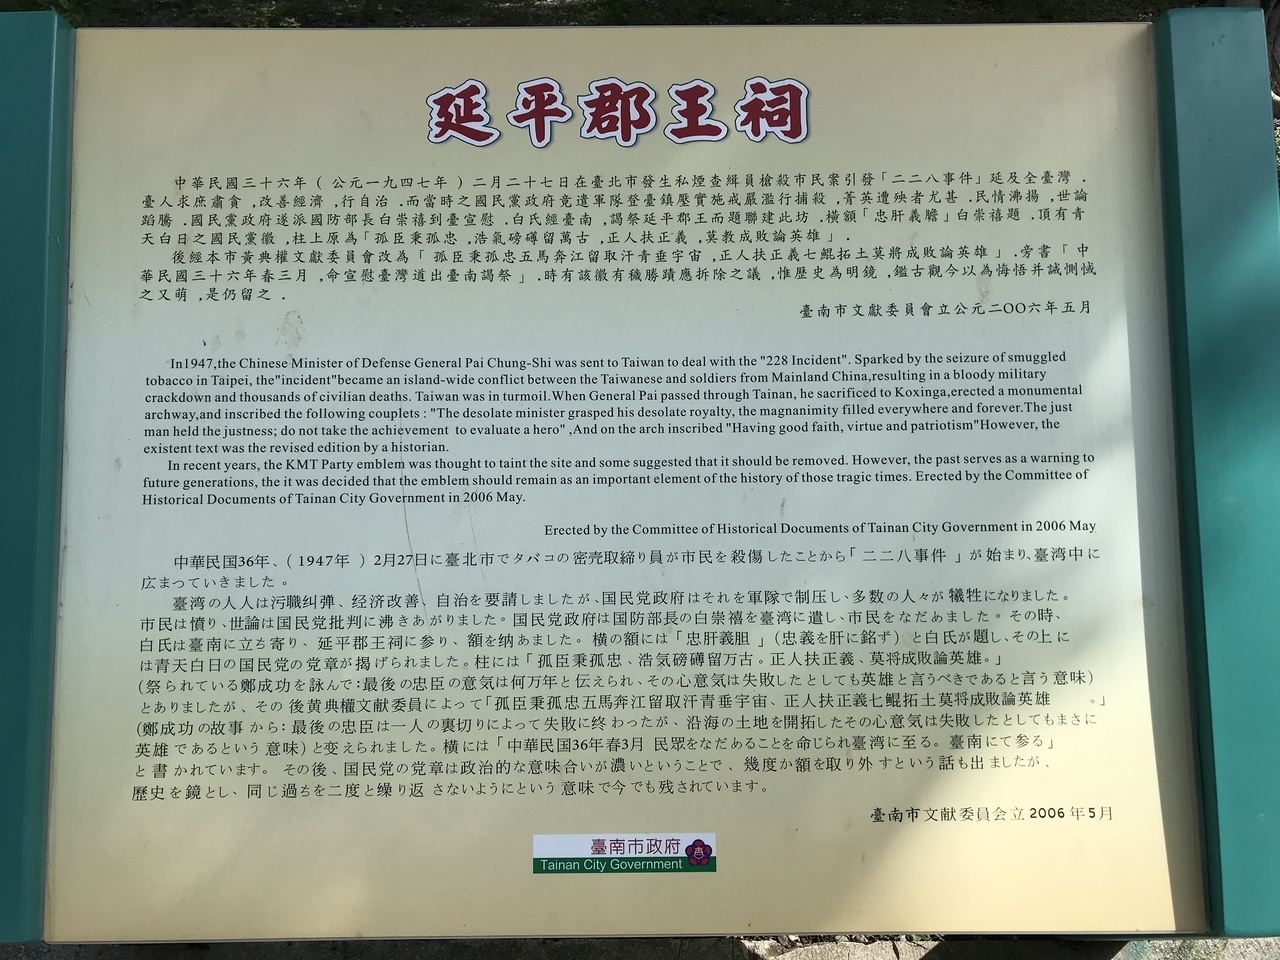 延平郡王祠
中華民國三十六年(公元一九四七年)二月二十七日在臺北市發生私煙查緝員槍殺市民案引發「二二八事件」延及全臺灣.
臺人求庶肅貪,改善經濟,行自治.而當時之國民黨政府竟遣軍隊登臺鎮壓實施戒嚴濫行捕殺,菁英遭殃者尤甚.民情沸揚,世論
蹈騰.國民黨政府遂派國防部長白崇禧到臺宣慰.白氏經臺南,謁祭延平郡王而題聯建此坊.橫額「忠肝義膽」白崇禧題.頂有青
天白日之國民黨徽,柱上原為「孤臣秉孤忠,浩氣磅礡留萬古,正人扶正義,莫教成敗論英雄」.
後經本市黃典權文獻委員會改為「孤臣秉孤忠五馬奔江留取汗青垂宇宙,正人扶正義七鯤拓土莫將成敗論英雄」.旁書「中
華民國三十六年春三月,命宣慰臺灣道出臺南謁祭」.時有該徽有穢勝蹟應拆除之議,惟歷史為明鏡,鑑古觀今以為悔悟并誡惻惐
之又萌,是仍留之.
臺南市文獻委員會立公元二OO六年五月
In1947,the Chinese Minister of Defense General Pai Chung-Shi was sent to Taiwan to deal with the "228 Incident". Sparked by the seizure of smuggled
tobacco in Taipei, the"incident"became an island-wide conflict between the Taiwanese and soldiers from Mainland China,resulting in a bloody military
crackdown and thousands of civilian deaths. Taiwan was in turmoil.When General Pai passed through Tainan, he sacrificed to Koxinga,erected a monumental
archway,and inscribed the following couplets : "The desolate minister grasped his desolate royalty, the magnanimity filled everywhere and forever.The just
man held the justness; do not take the achievement to evaluate a hero" ,And on the arch inscribed "Having good faith, virtue and patriotism"However, the
existent text was the revised edition by a historian.
In recent years, the KMT Party emblem was thought to taint the site and some suggested that it should be removed. However, the past serves as a warning to
future generations, the it was decided that the emblem should remain as an important element of the history of those tragic times. Erected by the Committee of
Historical Documents of Tainan City Government in 2006 May.
Erected by the Committee of Historical Documents of Tainan City Government in 2006 May
中華民国36年、(1947年)2月27日に臺北市でタバコの密売取締り員が市民を殺傷したことから「二二八事件」が始まり、臺湾中に
広まっていきました。
臺湾の人人は污職糾弾、经济改善、自治を要請しましたが、国民党政府はそれを軍隊で制圧し、多数の人々が犠牲になりました。
市民は憤り、世論は国民党批判に沸きあがりました。国民党政府は国防部長の白崇禧を臺湾に遣し、市民をなだめました。その時、
白氏は臺南に立ち寄り、延平郡王祠に参り、額を纳あました。横の額には「忠肝義胆」(忠義を肝に銘ず)と白氏が題し、その上に
は青天白日の国民党の党章が揭げられました。柱には「孤臣秉孤忠、浩気磅礡留万古。正人扶正義、莫将成敗論英雄。」
(祭られている鄭成功を詠んで：最後の忠臣の意気は何万年と伝えられ、その心意気は失敗したとしても英雄と言うべきであると言う意味)
とありましたが、その後黄典權文献委員によって「孤臣秉孤忠五馬奔江留取汗青垂宇宙、正人扶正義七鯤拓土莫将成敗論英雄。」
(鄭成功の故事から：最後の忠臣は一人の裏切りによって失敗に終わったが、沿海の土地を開拓したその心意気は失敗したとしてもまさに
英雄であるという意味)と変えられました。横には「中華民国36年春3月 民眾をなだあることを命じられ臺湾に至る。臺南にて参る」
と書かれています。その後、国民党の党章は政治的な意味合いが濃いということで、幾度か額を取り外すという話も出ましたが、
歷史を鏡とし、同じ過ちを二度と繰り返さないようにという意味で今でも残されています。
臺南市文献委員会立2006年5月
臺南市政府
Tainan City Government